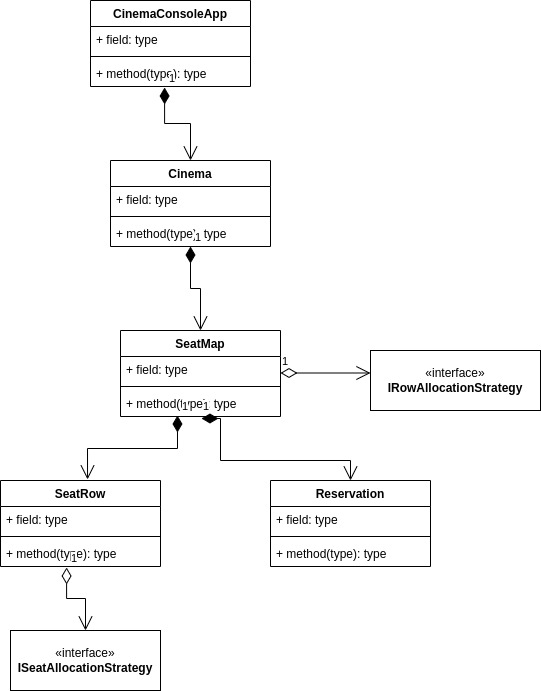 CinemaConsoleApp
+ field: type
+ method(type): type
1
Cinema
+ field: type
+ method(type): type
1
SeatMap
+ field: type
+ method(type): type
1
1
1
«interface»
IRowAllocationStrategy
SeatRow
+ field: type
+ method(type): type
1
Reservation
+ field: type
+ method(type): type
«interface»
ISeatAllocationStrategy